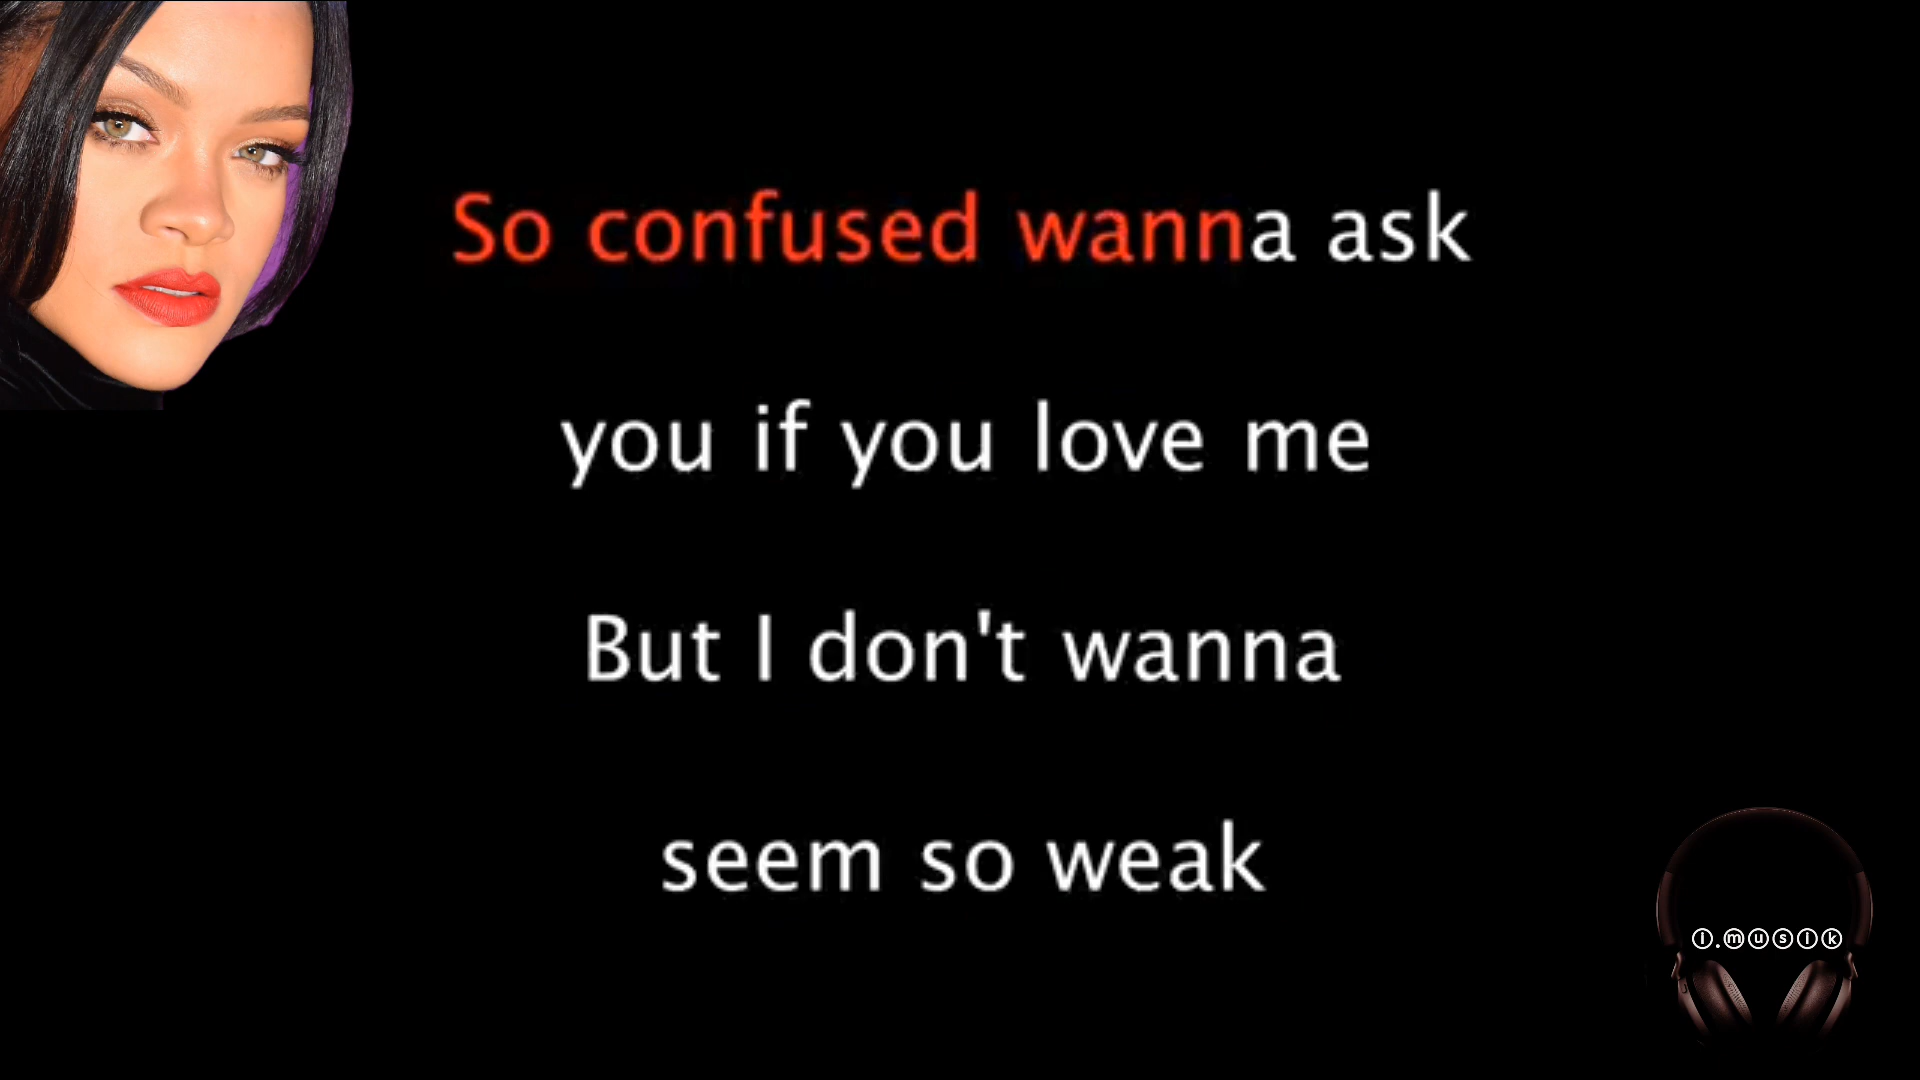 So confused wanna ask
you if you love me
But I don't wanna
seem so weak
i.musik